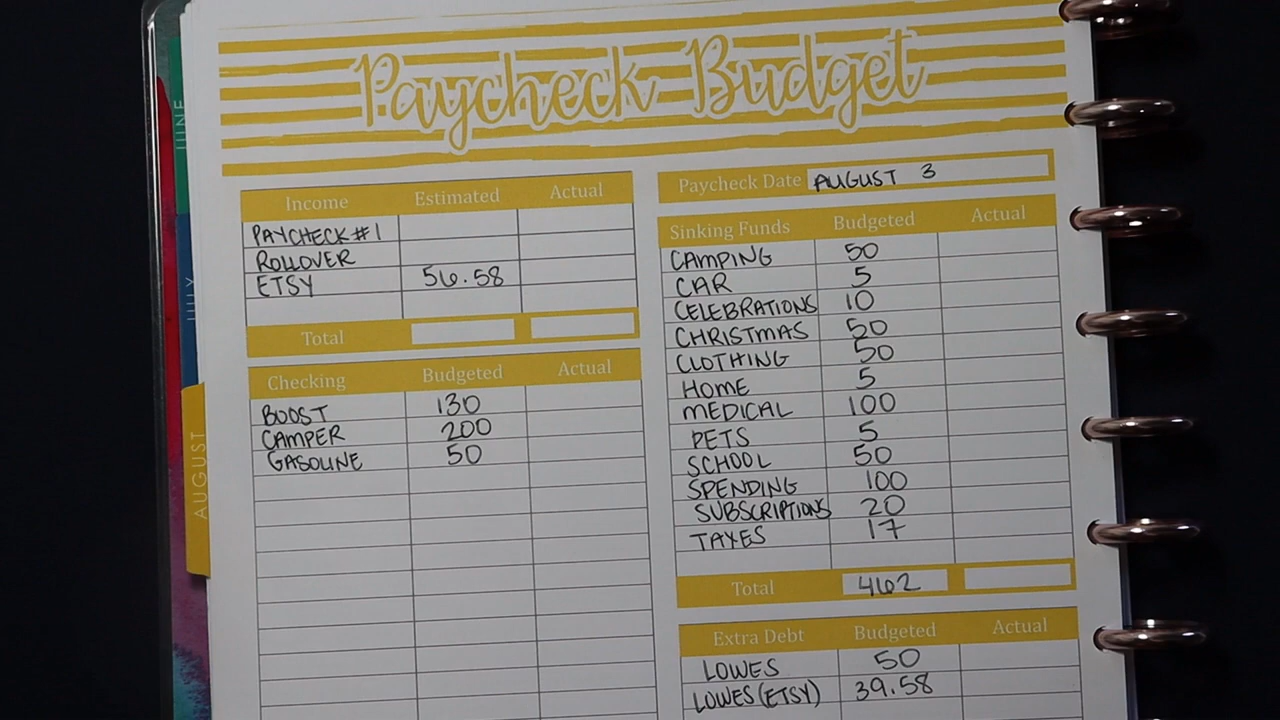 Paycheck Budget
JUNE
JULY
AUGUST
Income Estimated Actual
PAYCHECK #1
ROLLOVER
ETSY 56.58
Total
Checking Budgeted Actual
BOOST 130
CAMPER 200
GASOLINE 50
Paycheck Date AUGUST 3
Sinking Funds Budgeted Actual
CAMPING 50
CAR 5
CELEBRATIONS 10
CHRISTMAS 50
CLOTHING 50
HOME 5
MEDICAL 100
PETS 5
SCHOOL 50
SPENDING 100
SUBSCRIPTIONS 20
TAXES 17
Total 462
Extra Debt Budgeted Actual
LOWES 50
LOWES (ETSY) 39.58